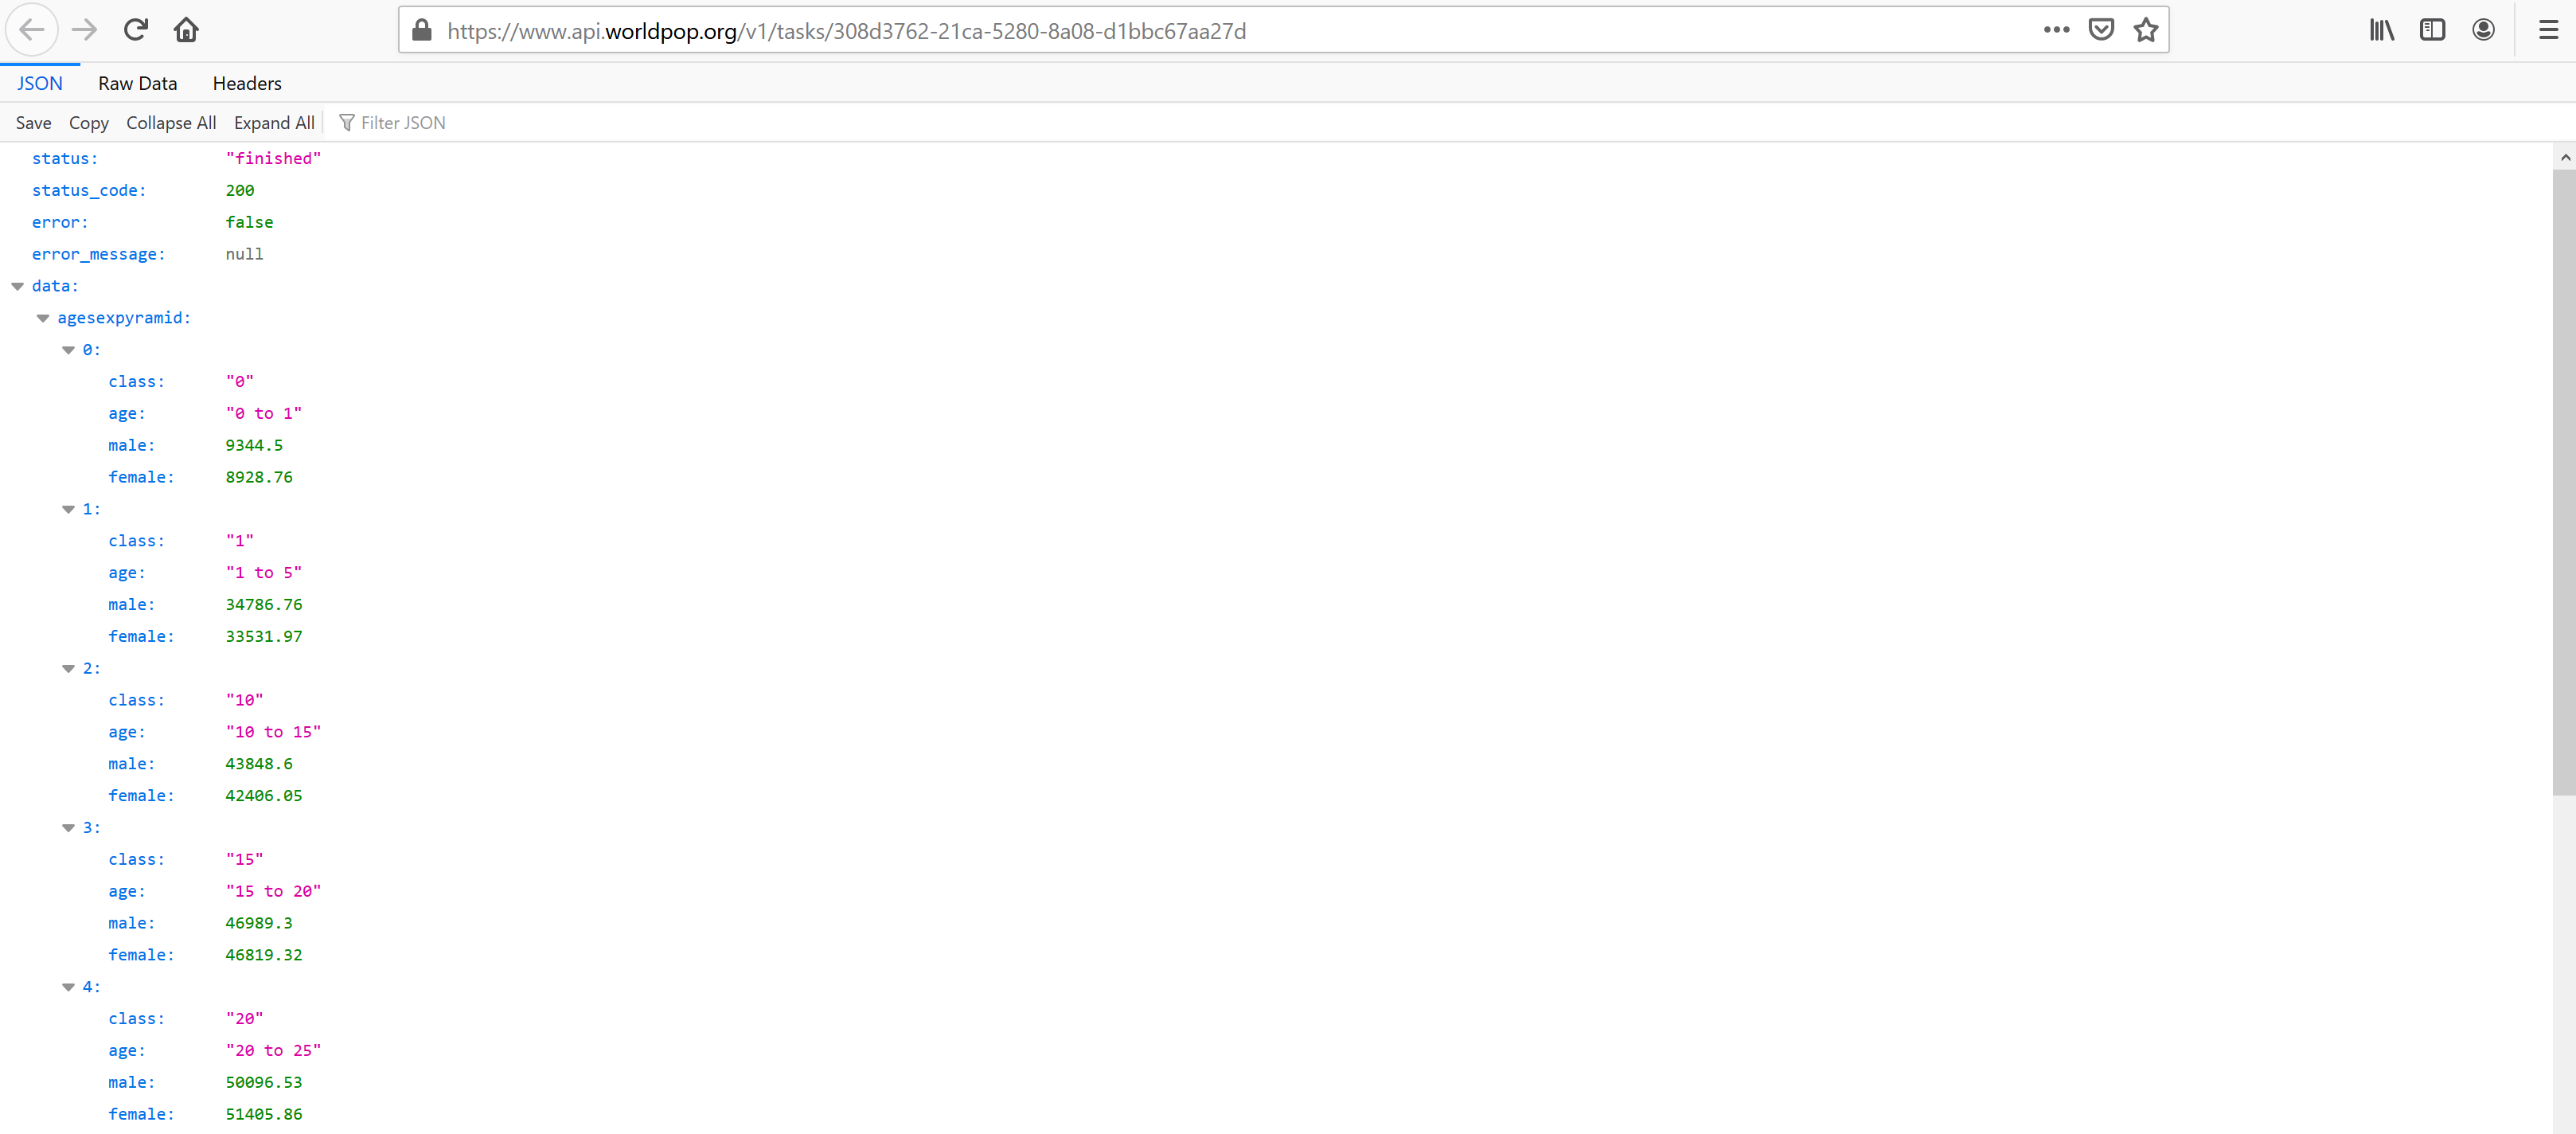 https://www.api.worldpop.org/v1/tasks/308d3762-21ca-5280-8a08-d1bbc67aa27d
JSON Raw Data Headers
Save Copy Collapse All Expand All Filter JSON
status: "finished"
status_code: 200
error: false
error_message: null
data:
agesexpyramid:
0:
class: "0"
age: "0 to 1"
male: 9344.5
female: 8928.76
1:
class: "1"
age: "1 to 5"
male: 34786.76
female: 33531.97
2:
class: "10"
age: "10 to 15"
male: 43848.6
female: 42406.05
3:
class: "15"
age: "15 to 20"
male: 46989.3
female: 46819.32
4:
class: "20"
age: "20 to 25"
male: 50096.53
female: 51405.86